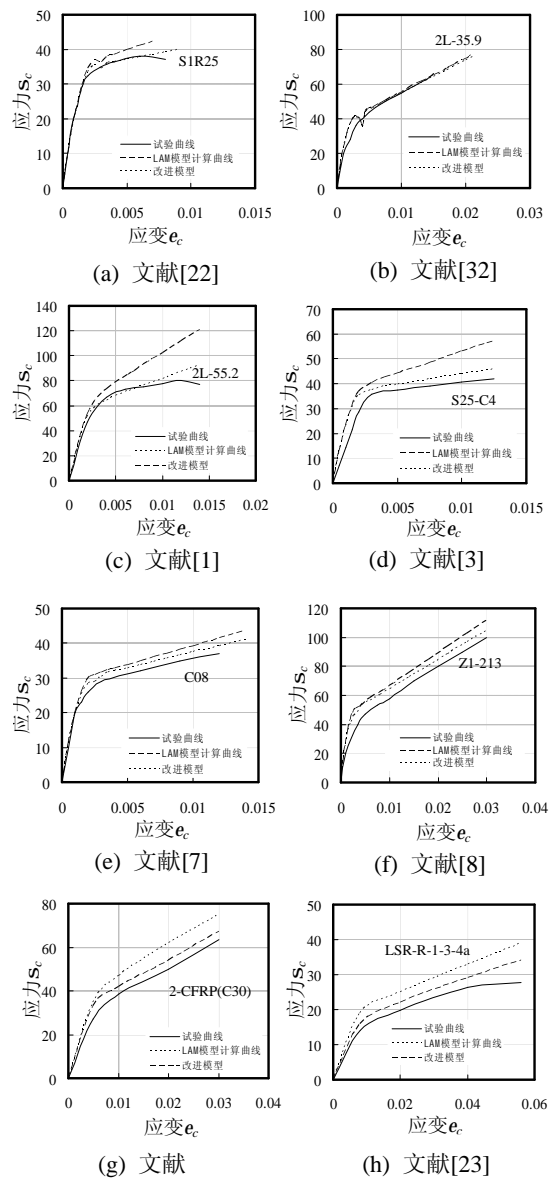 50
40
30
20
10
0
应力sc
S1R25
试验曲线
LAM模型计算曲线
改进模型
0 0.005 0.01 0.015
应变ec
(a) 文献[22]
100
80
60
40
20
0
应力sc
2L-35.9
试验曲线
LAM模型计算曲线
改进模型
0 0.01 0.02 0.03
应变ec
(b) 文献[32]
140
120
100
80
60
40
20
0
应力sc
2L-55.2
试验曲线
LAM模型计算曲线
改进模型
0 0.005 0.01 0.015 0.02
应变ec
(c) 文献[1]
70
60
50
40
30
20
10
0
应力sc
S25-C4
试验曲线
LAM模型计算曲线
改进模型
0 0.005 0.01 0.015
应变ec
(d) 文献[3]
50
40
30
20
10
0
应力sc
C08
试验曲线
LAM模型计算曲线
改进模型
0 0.005 0.01 0.015
应变ec
(e) 文献[7]
120
100
80
60
40
20
0
应力sc
Z1-213
试验曲线
LAM模型计算曲线
改进模型
0 0.01 0.02 0.03 0.04
应变ec
(f) 文献[8]
80
60
40
20
0
应力sc
2-CFRP(C30)
试验曲线
LAM模型计算曲线
改进模型
0 0.01 0.02 0.03 0.04
应变ec
(g) 文献
50
40
30
20
10
0
应力sc
LSR-R-1-3-4a
试验曲线
LAM模型计算曲线
改进模型
0 0.02 0.04 0.06
应变ec
(h) 文献[23]